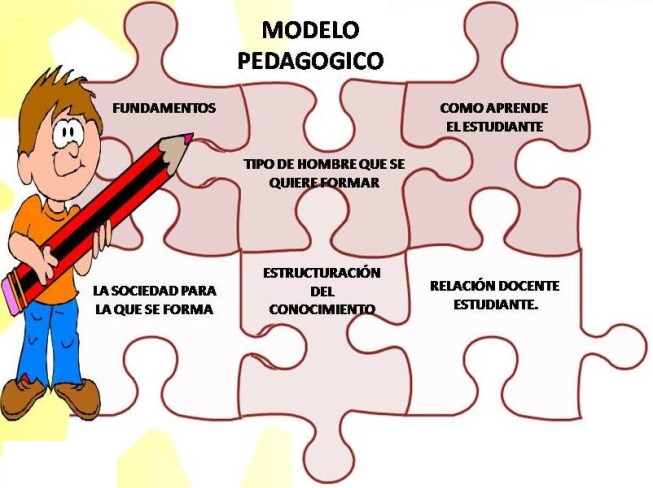 MODELO
PEDAGOGICO
FUNDAMENTOS
TIPO DE HOMBRE QUE SE
QUIERE FORMAR
COMO APRENDE
EL ESTUDIANTE
LA SOCIEDAD PARA
LA QUE SE FORMA
ESTRUCTURACIÓN
DEL
CONOCIMIENTO
RELACIÓN DOCENTE
ESTUDIANTE.